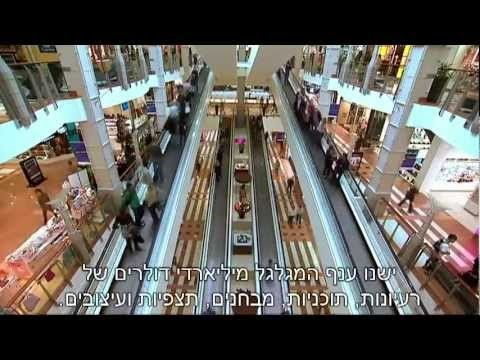 ישנו ענף המגלגל מיליארדי דולרים של
רעיונות, תוכניות, מבחנים, תצפיות ועיצובים.